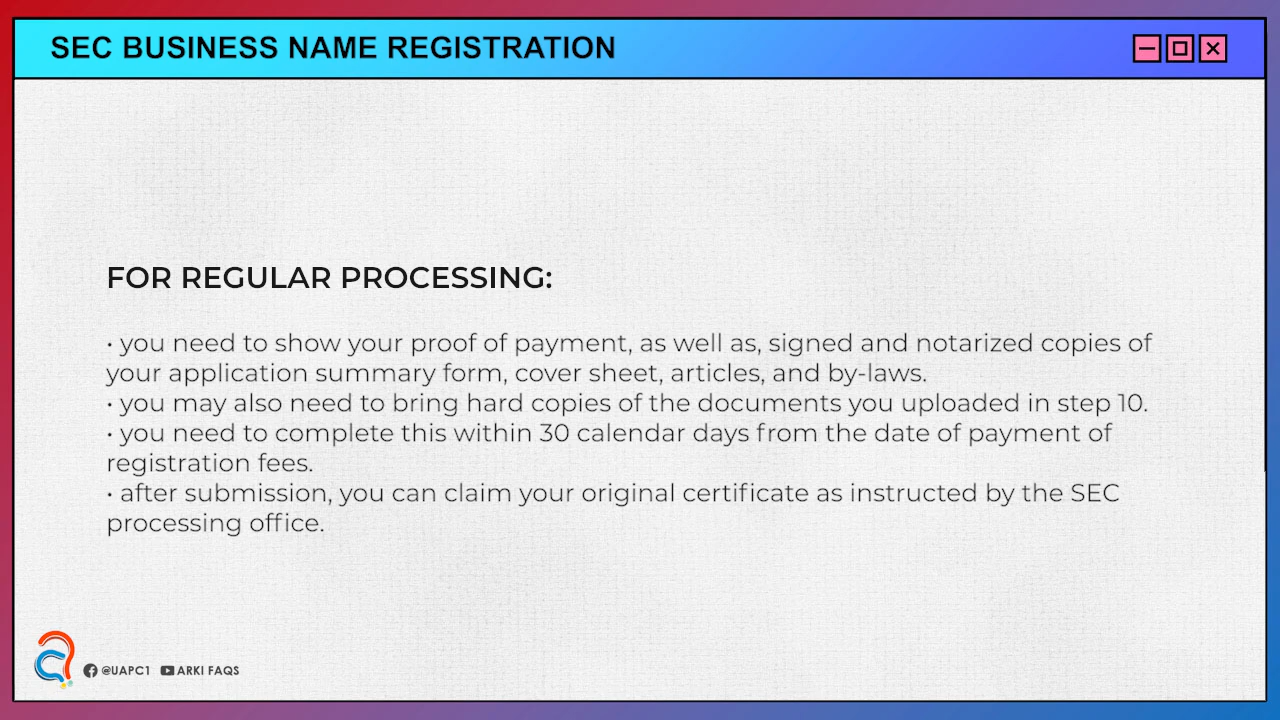 SEC BUSINESS NAME REGISTRATION
FOR REGULAR PROCESSING:
• you need to show your proof of payment, as well as, signed and notarized copies of
your application summary form, cover sheet, articles, and by-laws.
• you may also need to bring hard copies of the documents you uploaded in step 10.
• you need to complete this within 30 calendar days from the date of payment of
registration fees.
• after submission, you can claim your original certificate as instructed by the SEC
processing office.
@UAPC1 ARKI FAQS